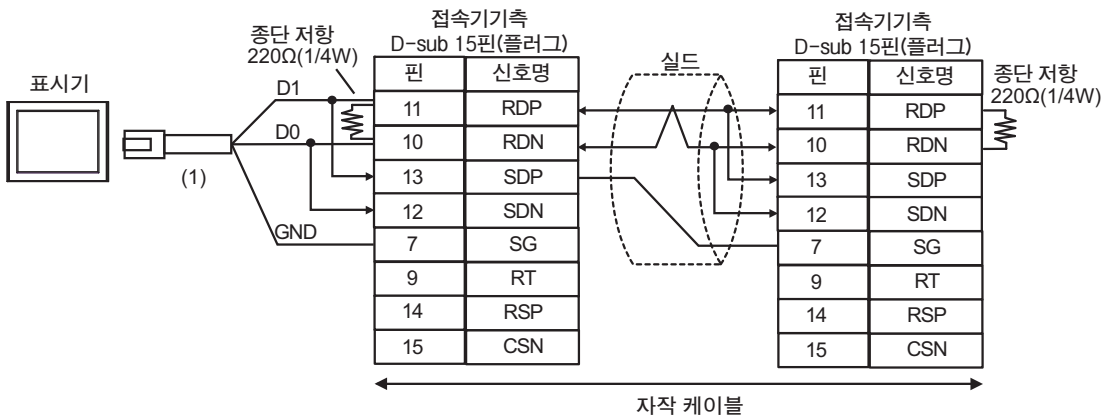 표시기
(1)
D1
D0
GND
종단 저항
220Ω(1/4W)
접속기기측
D-sub 15핀(플러그)
핀 신호명
11 RDP
10 RDN
13 SDP
12 SDN
7 SG
9 RT
14 RSP
15 CSN
실드
접속기기측
D-sub 15핀(플러그)
핀 신호명
11 RDP
10 RDN
13 SDP
12 SDN
7 SG
9 RT
14 RSP
15 CSN
종단 저항
220Ω(1/4W)
자작 케이블